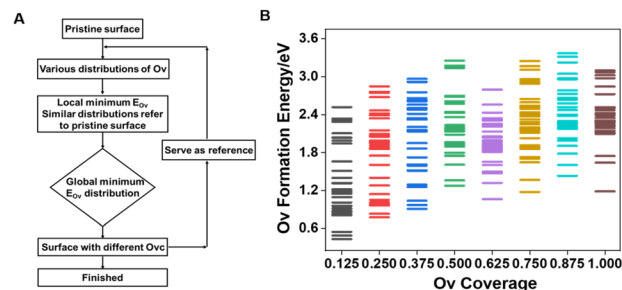 A
Pristine surface
Various distributions of Ov
Local minimum EOv
Similar distributions refer
to pristine surface
Serve as reference
Global minimum
EOv distribution
Surface with different Ovc
Finished
B
Ov Formation Energy/eV
3.6
3.0
2.4
1.8
1.2
0.6
0.125 0.250 0.375 0.500 0.625 0.750 0.875 1.000
Ov Coverage